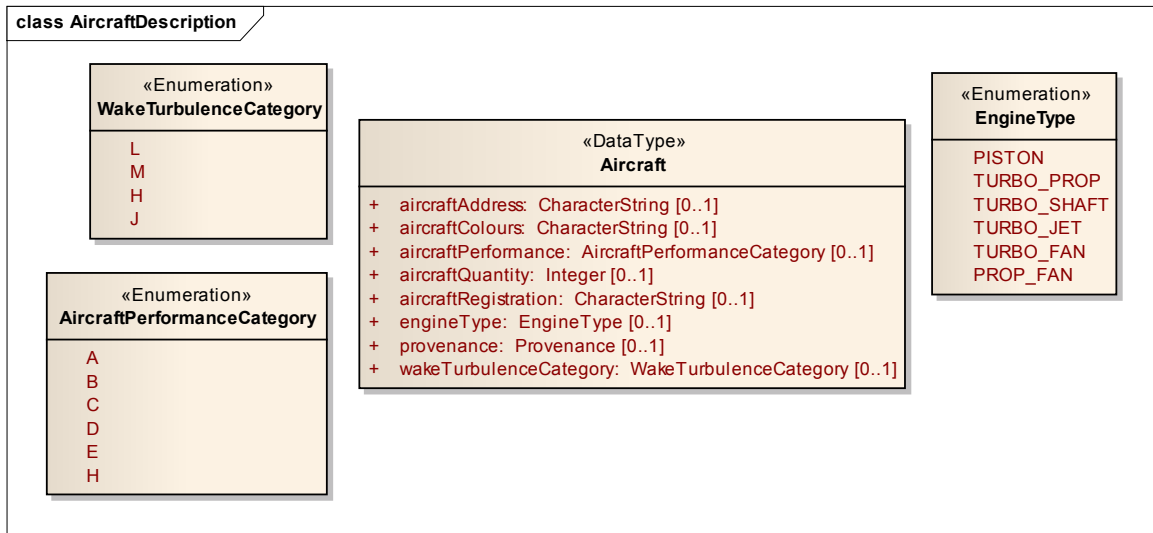 class AircraftDescription
«Enumeration»
WakeTurbulenceCategory
L
M
H
J
«Enumeration»
AircraftPerformanceCategory
A
B
C
D
E
H
«DataType»
Aircraft
+ aircraftAddress: CharacterString [0..1]
+ aircraftColours: CharacterString [0..1]
+ aircraftPerformance: AircraftPerformanceCategory [0..1]
+ aircraftQuantity: Integer [0..1]
+ aircraftRegistration: CharacterString [0..1]
+ engineType: EngineType [0..1]
+ provenance: Provenance [0..1]
+ wakeTurbulenceCategory: WakeTurbulenceCategory [0..1]
«Enumeration»
EngineType
PISTON
TURBO_PROP
TURBO_SHAFT
TURBO_JET
TURBO_FAN
PROP_FAN